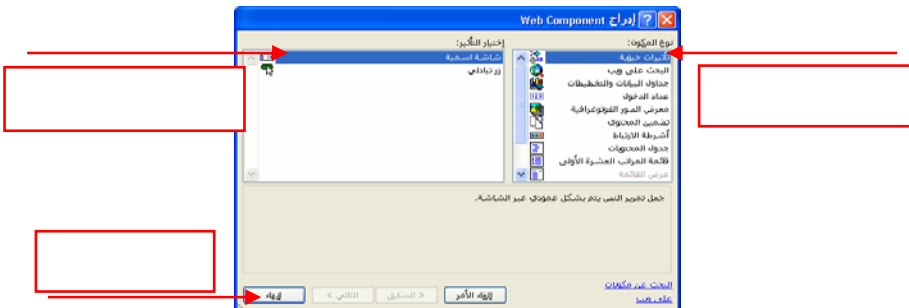 إدراج Web Component
نوع المكون:
تأثيرات حيوية
البحث على ويب
جداول البيانات والتخطيطات
عداد الدخول
معرض الصور الفوتوغرافية
تضمين المحتوى
أشرطة الارتباط
جدول المحتويات
قائمة المراتب العشرة الأولى
عرض القائمة
إختيار التأثير:
شاشة اسمية
زر تبادلي
جعل تمرير النص يتم بشكل عمودي عبر الشاشة.
البحث عن مكونات
على ويب
إلغاء الأمر
< السابق
التالي >
إنهاء